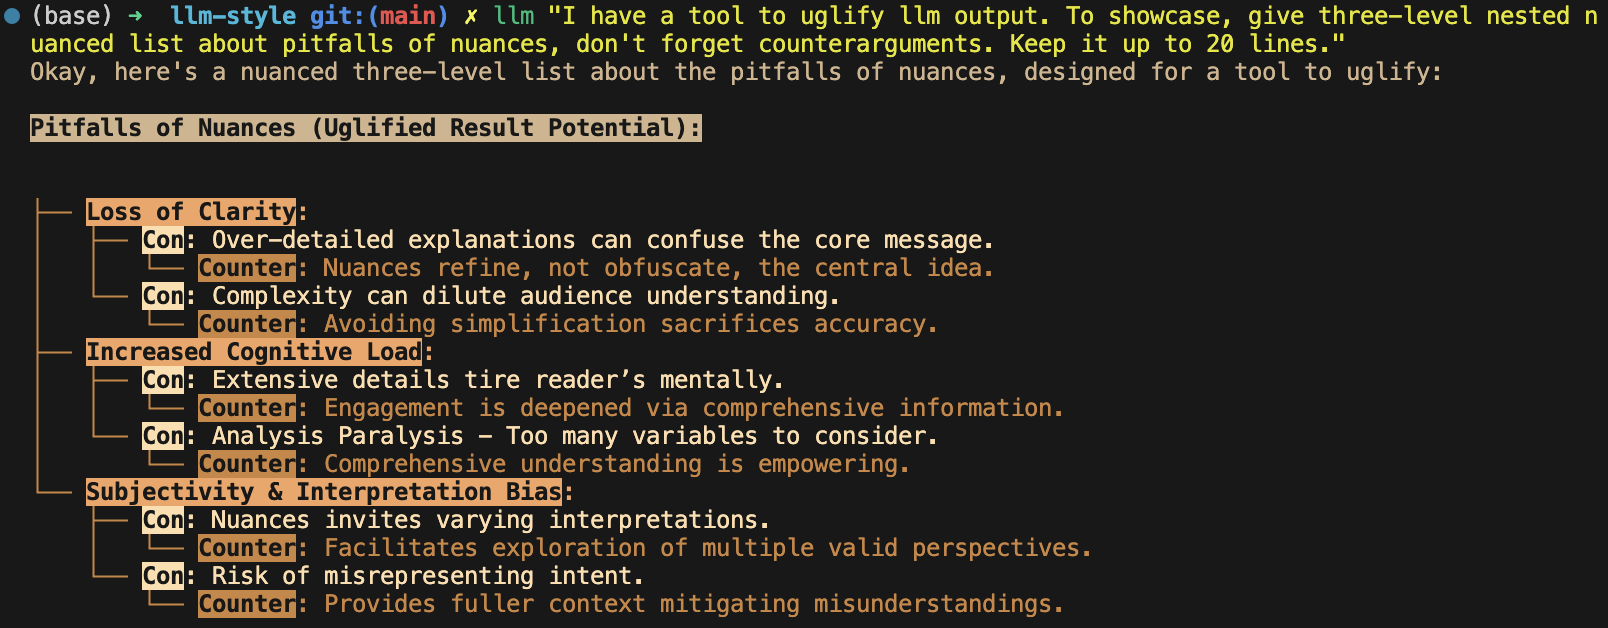 (base) ➜  llm-style git:(main) ✗ llm "I have a tool to uglify llm output. To showcase, give three-level nested n
uanced list about pitfalls of nuances, don't forget counterarguments. Keep it up to 20 lines."
Okay, here's a nuanced three-level list about the pitfalls of nuances, designed for a tool to uglify:
Pitfalls of Nuances (Uglified Result Potential):
├── Loss of Clarity:
│   ├── Con: Over-detailed explanations can confuse the core message.
│   │   └── Counter: Nuances refine, not obfuscate, the central idea.
│   └── Con: Complexity can dilute audience understanding.
│       └── Counter: Avoiding simplification sacrifices accuracy.
├── Increased Cognitive Load:
│   ├── Con: Extensive details tire reader’s mentally.
│   │   └── Counter: Engagement is deepened via comprehensive information.
│   └── Con: Analysis Paralysis - Too many variables to consider.
│       └── Counter: Comprehensive understanding is empowering.
└── Subjectivity & Interpretation Bias:
    ├── Con: Nuances invites varying interpretations.
    │   └── Counter: Facilitates exploration of multiple valid perspectives.
    └── Con: Risk of misrepresenting intent.
        └── Counter: Provides fuller context mitigating misunderstandings.